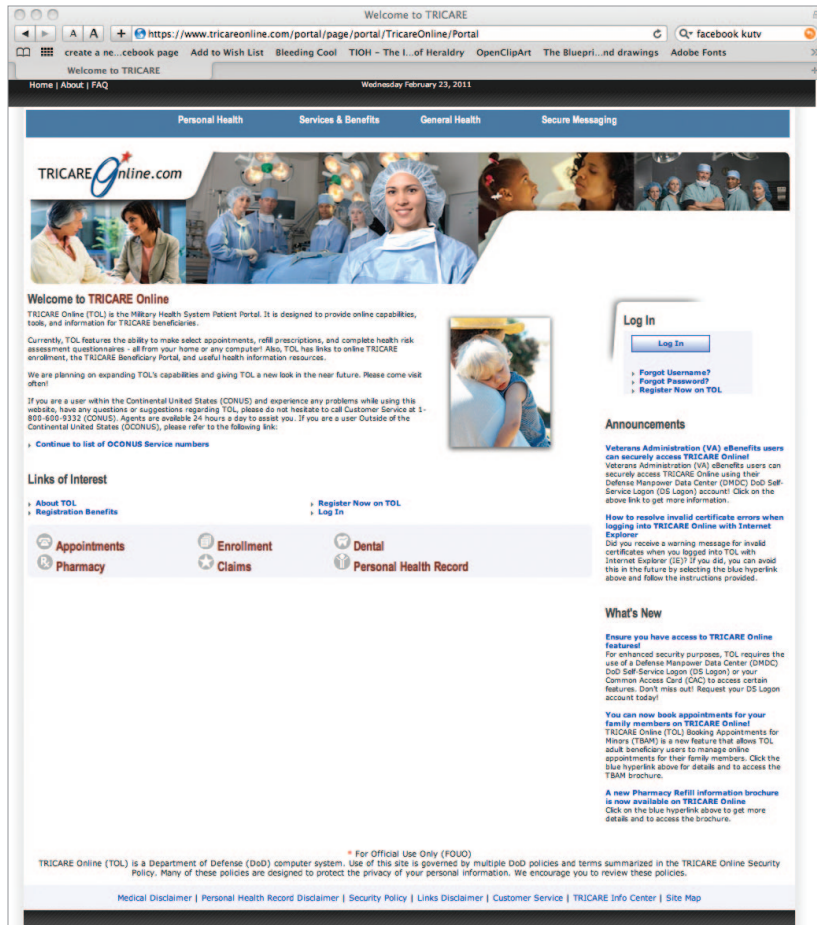 Welcome to TRICARE
A A + https://www.tricareonline.com/portal/page/portal/TricareOnline/Portal facebook kutv
create a ne...cebook page Add to Wish List Bleeding Cool TIOH – The I...of Heraldry OpenClipArt The Bluepri...nd drawings Adobe Fonts
Welcome to TRICARE
Home | About | FAQ Wednesday February 23, 2011
Personal Health Services & Benefits General Health Secure Messaging
TRICARE Online.com
Welcome to TRICARE Online
TRICARE Online (TOL) is the Military Health System Patient Portal. It is designed to provide online capabilities,
tools, and information for TRICARE beneficiaries.
Currently, TOL features the ability to make select appointments, refill prescriptions, and complete health risk
assessment questionnaires - all from your home or any computer! Also, TOL has links to online TRICARE
enrollment, the TRICARE Beneficiary Portal, and useful health information resources.
We are planning on expanding TOL's capabilities and giving TOL a new look in the near future. Please come visit
often!
If you are a user within the Continental United States (CONUS) and experience any problems while using this
website, have any questions or suggestions regarding TOL, please do not hesitate to call Customer Service at 1-
800-600-9332 (CONUS). Agents are available 24 hours a day to assist you. If you are a user Outside of the
Continental United States (OCONUS), please refer to the following link:
Continue to list of OCONUS Service numbers
Links of Interest
About TOL
Registration Benefits
Register Now on TOL
Log In
Appointments Enrollment Dental
Pharmacy Claims Personal Health Record
Log In
Log In
Forgot Username?
Forgot Password?
Register Now on TOL
Announcements
Veterans Administration (VA) eBenefits users
can securely access TRICARE Online!
Veterans Administration (VA) eBenefits users can
securely access TRICARE Online using their
Defense Manpower Data Center (DMDC) DoD Self-
Service Logon (DS Logon) account! Click on the
above link to get more information.
How to resolve invalid certificate errors when
logging into TRICARE Online with Internet
Explorer
Did you receive a warning message for invalid
certificates when you logged into TOL with
Internet Explorer (IE)? If you did, you can avoid
this in the future by selecting the blue hyperlink
above and follow the instructions provided.
What's New
Ensure you have access to TRICARE Online
features!
For enhanced security purposes, TOL requires the
use of a Defense Manpower Data Center (DMDC)
DoD Self-Service Logon (DS Logon) or your
Common Access Card (CAC) to access certain
features. Don't miss out! Request your DS Logon
account today!
You can now book appointments for your
family members on TRICARE Online!
TRICARE Online (TOL) Booking Appointments for
Minors (TBAM) is a new feature that allows TOL
adult beneficiary users to manage online
appointments for their family members. Click the
blue hyperlink above for details and to access the
TBAM brochure.
A new Pharmacy Refill information brochure
is now available on TRICARE Online
Click on the blue hyperlink above to get more
details and to access the brochure.
* For Official Use Only (FOUO)
TRICARE Online (TOL) is a Department of Defense (DoD) computer system. Use of this site is governed by multiple DoD policies and terms summarized in the TRICARE Online Security
Policy. Many of these policies are designed to protect the privacy of your personal information. We encourage you to review these policies.
Medical Disclaimer | Personal Health Record Disclaimer | Security Policy | Links Disclaimer | Customer Service | TRICARE Info Center | Site Map